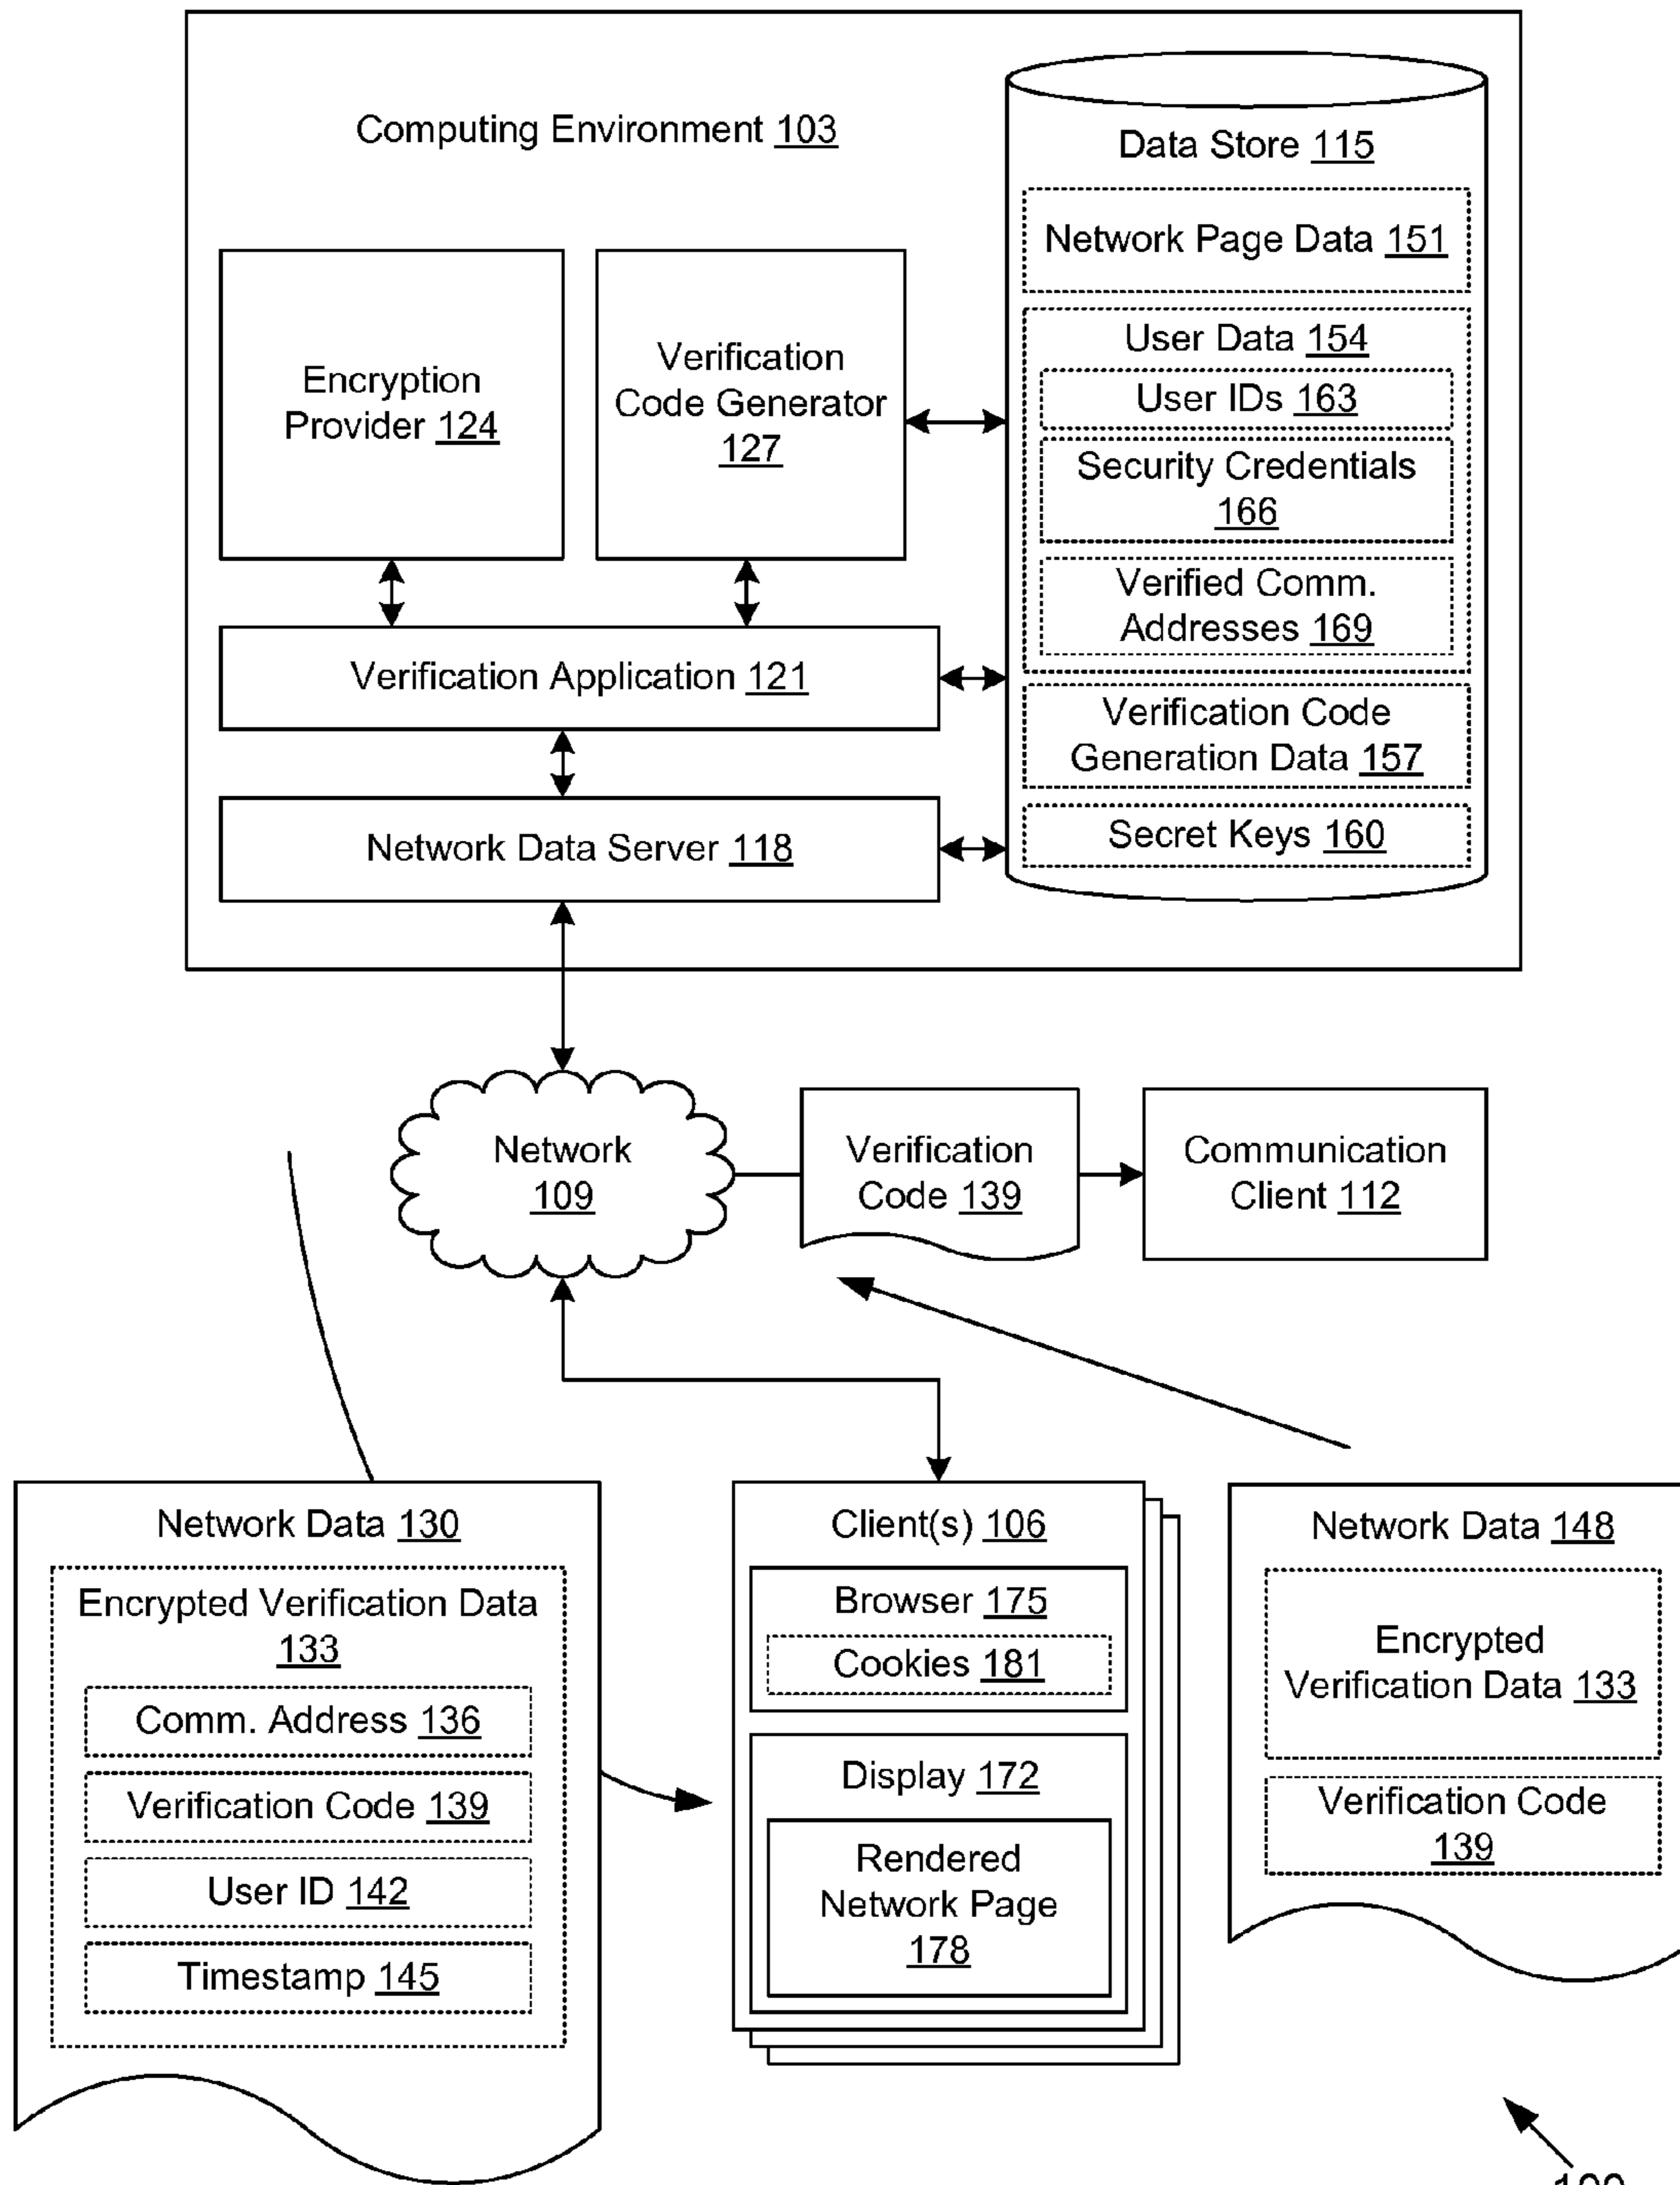 Computing Environment 103
Data Store 115
Network Page Data 151
User Data 154
User IDs 163
Security Credentials
166
Verified Comm.
Addresses 169
Verification Code
Generation Data 157
Secret Keys 160
Encryption
Provider 124
Verification
Code Generator
127
Verification Application 121
Network Data Server 118
Network
109
Verification
Code 139
Communication
Client 112
Network Data 130
Encrypted Verification Data
133
Comm. Address 136
Verification Code 139
User ID 142
Timestamp 145
Client(s) 106
Browser 175
Cookies 181
Display 172
Rendered
Network Page
178
Network Data 148
Encrypted
Verification Data 133
Verification Code
139